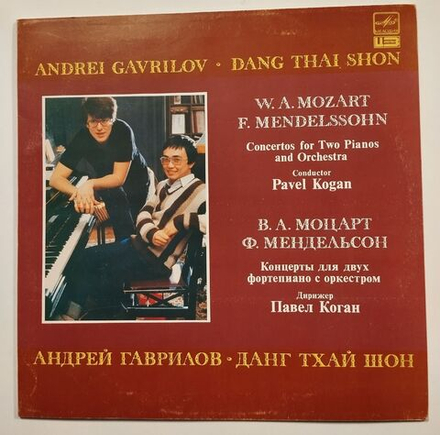 ANDREI GAVRILOV · DANG THAI SHON
W. A. MOZART
F. MENDELSSOHN
Concertos for Two Pianos
and Orchestra
Conductor
Pavel Kogan
В. А. МОЦАРТ
Ф. МЕНДЕЛЬСОН
Концерты для двух
фортепиано с оркестром
Дирижер
Павел Коган
АНДРЕЙ ГАВРИЛОВ · ДАНГ ТХАЙ ШОН